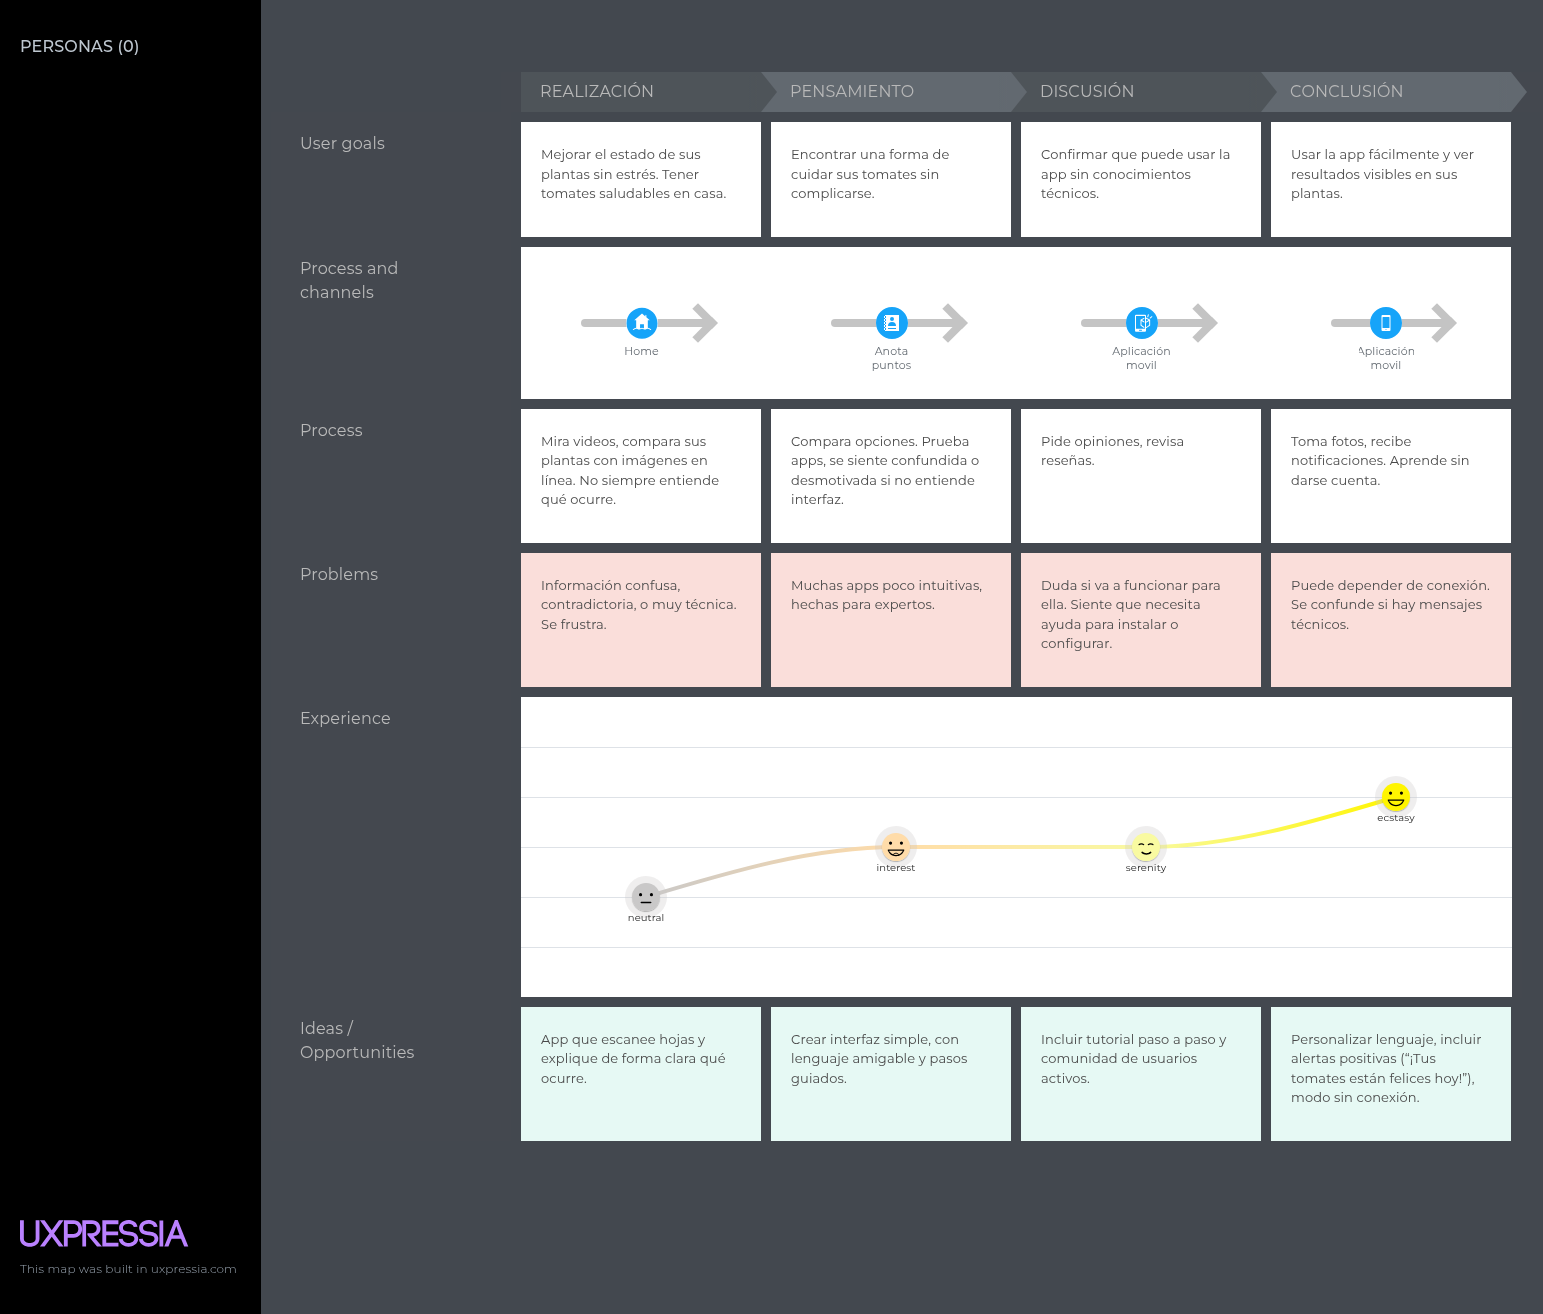 PERSONAS (0)
REALIZACIÓN
PENSAMIENTO
DISCUSIÓN
CONCLUSIÓN
User goals
Mejorar el estado de sus
plantas sin estrés. Tener
tomates saludables en casa.
Encontrar una forma de
cuidar sus tomates sin
complicarse.
Confirmar que puede usar la
app sin conocimientos
técnicos.
Usar la app fácilmente y ver
resultados visibles en sus
plantas.
Process and
channels
Home
Anota
puntos
Aplicación
movil
Aplicación
movil
Process
Mira videos, compara sus
plantas con imágenes en
línea. No siempre entiende
qué ocurre.
Compara opciones. Prueba
apps, se siente confundida o
desmotivada si no entiende
interfaz.
Pide opiniones, revisa
reseñas.
Toma fotos, recibe
notificaciones. Aprende sin
darse cuenta.
Problems
Información confusa,
contradictoria, o muy técnica.
Se frustra.
Muchas apps poco intuitivas,
hechas para expertos.
Duda si va a funcionar para
ella. Siente que necesita
ayuda para instalar o
configurar.
Puede depender de conexión.
Se confunde si hay mensajes
técnicos.
Experience
neutral
interest
serenity
ecstasy
Ideas /
Opportunities
App que escanee hojas y
explique de forma clara qué
ocurre.
Crear interfaz simple, con
lenguaje amigable y pasos
guiados.
Incluir tutorial paso a paso y
comunidad de usuarios
activos.
Personalizar lenguaje, incluir
alertas positivas (“¡Tus
tomates están felices hoy!”),
modo sin conexión.
UXPRESSIA
This map was built in uxpressia.com